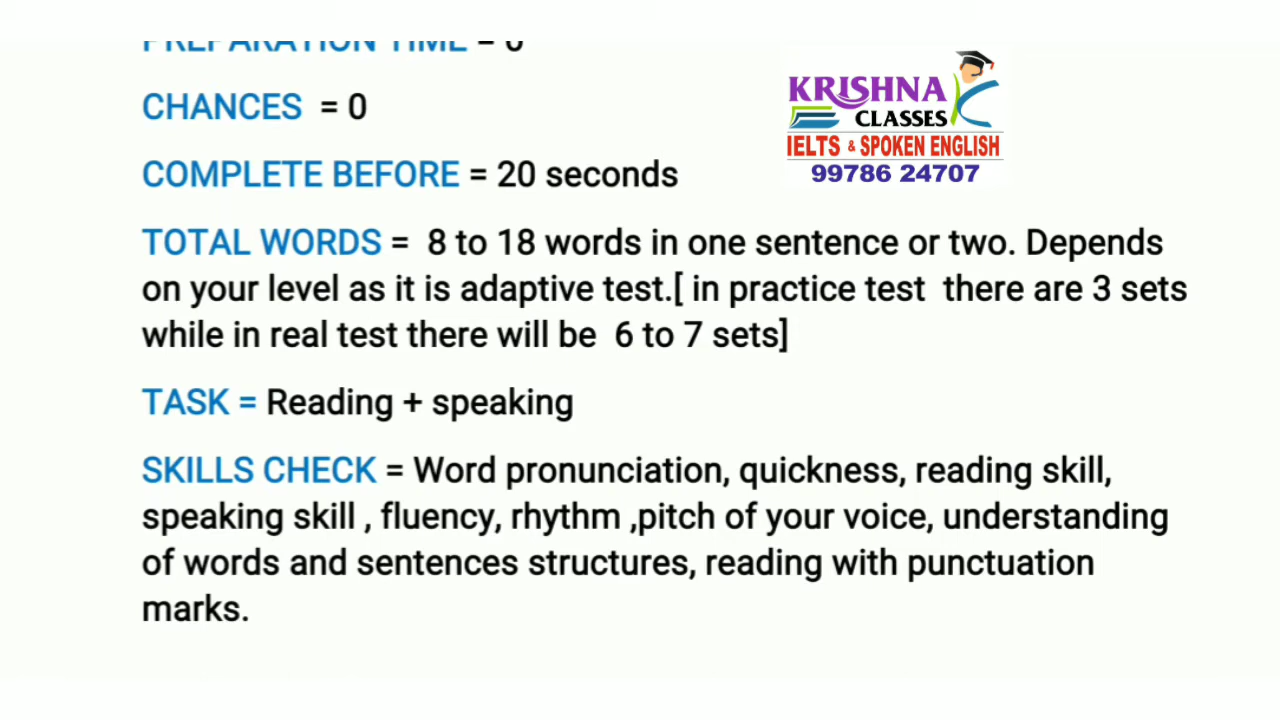 PREPARATION TIME = 0
CHANCES = 0
COMPLETE BEFORE = 20 seconds
TOTAL WORDS = 8 to 18 words in one sentence or two. Depends
on your level as it is adaptive test.[ in practice test there are 3 sets
while in real test there will be 6 to 7 sets]
TASK = Reading + speaking
SKILLS CHECK = Word pronunciation, quickness, reading skill,
speaking skill , fluency, rhythm ,pitch of your voice, understanding
of words and sentences structures, reading with punctuation
marks.
KRISHNA
CLASSES
IELTS & SPOKEN ENGLISH
99786 24707